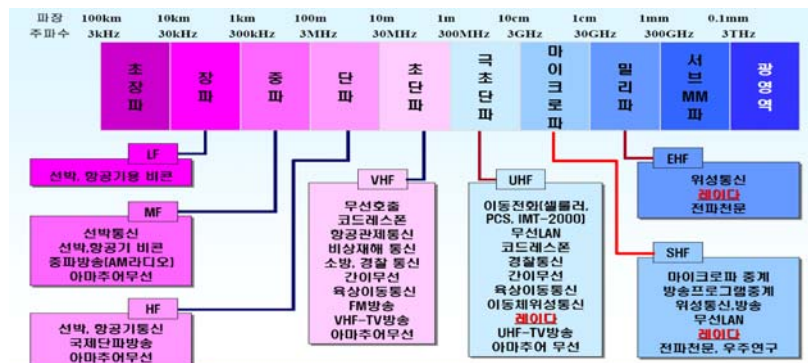 파장 100km 10km 1km 100m 10m 1m 10cm 1cm 1mm 0.1mm
주파수 3kHz 30kHz 300kHz 3MHz 30MHz 300MHz 3GHz 30GHz 300GHz 3THz
초장파
장파
중파
단파
초단파
극초단파
마이크로파
밀리파
서브MM파
광영역
LF
선박, 항공기용 비콘
MF
선박통신
선박,항공기 비콘
중파방송(AM라디오)
아마추어무선
HF
선박, 항공기통신
국제단파방송
아마추어무선
VHF
무선호출
코드레스폰
항공관제통신
비상재해 통신
소방, 경찰 통신
간이무선
육상이동통신
FM방송
VHF-TV방송
아마추어무선
UHF
이동전화(셀룰러,
PCS, IMT-2000)
무선LAN
코드레스폰
경찰통신
간이무선
육상이동통신
이동체위성통신
레이다
UHF-TV방송
아마추어 무선
EHF
위성통신
레이다
전파천문
SHF
마이크로파 중계
방송프로그램중계
위성통신,방송
무선LAN
레이다
전파천문, 우주연구